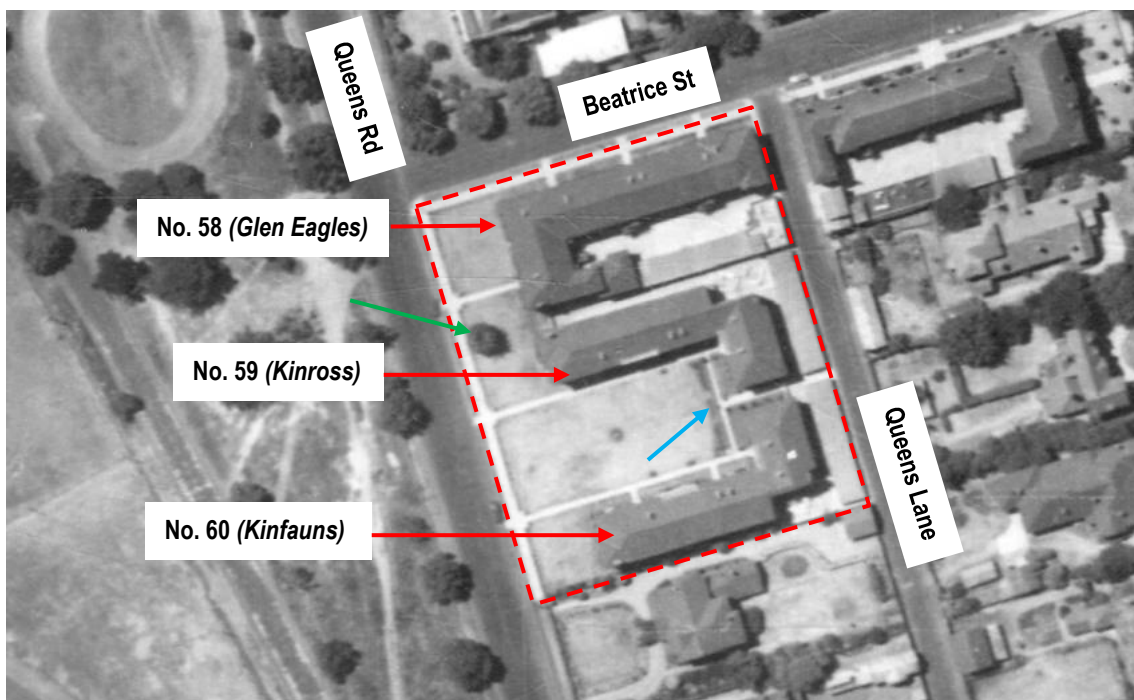 Queens Rd
Beatrice St
No. 58 (Glen Eagles)
No. 59 (Kinross)
No. 60 (Kinfauns)
Queens Lane